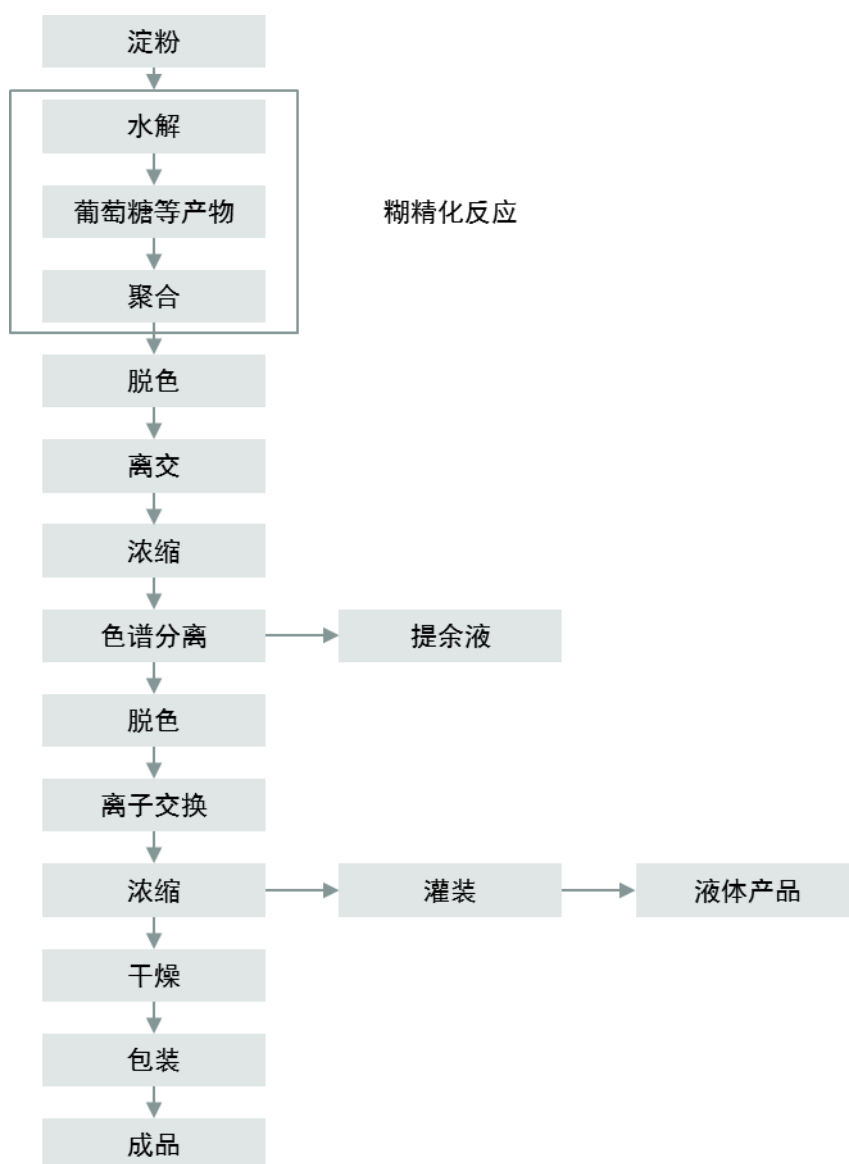 淀粉
水解
葡萄糖等产物
糊精化反应
聚合
脱色
离交
浓缩
色谱分离
提余液
脱色
离子交换
浓缩
灌装
液体产品
干燥
包装
成品